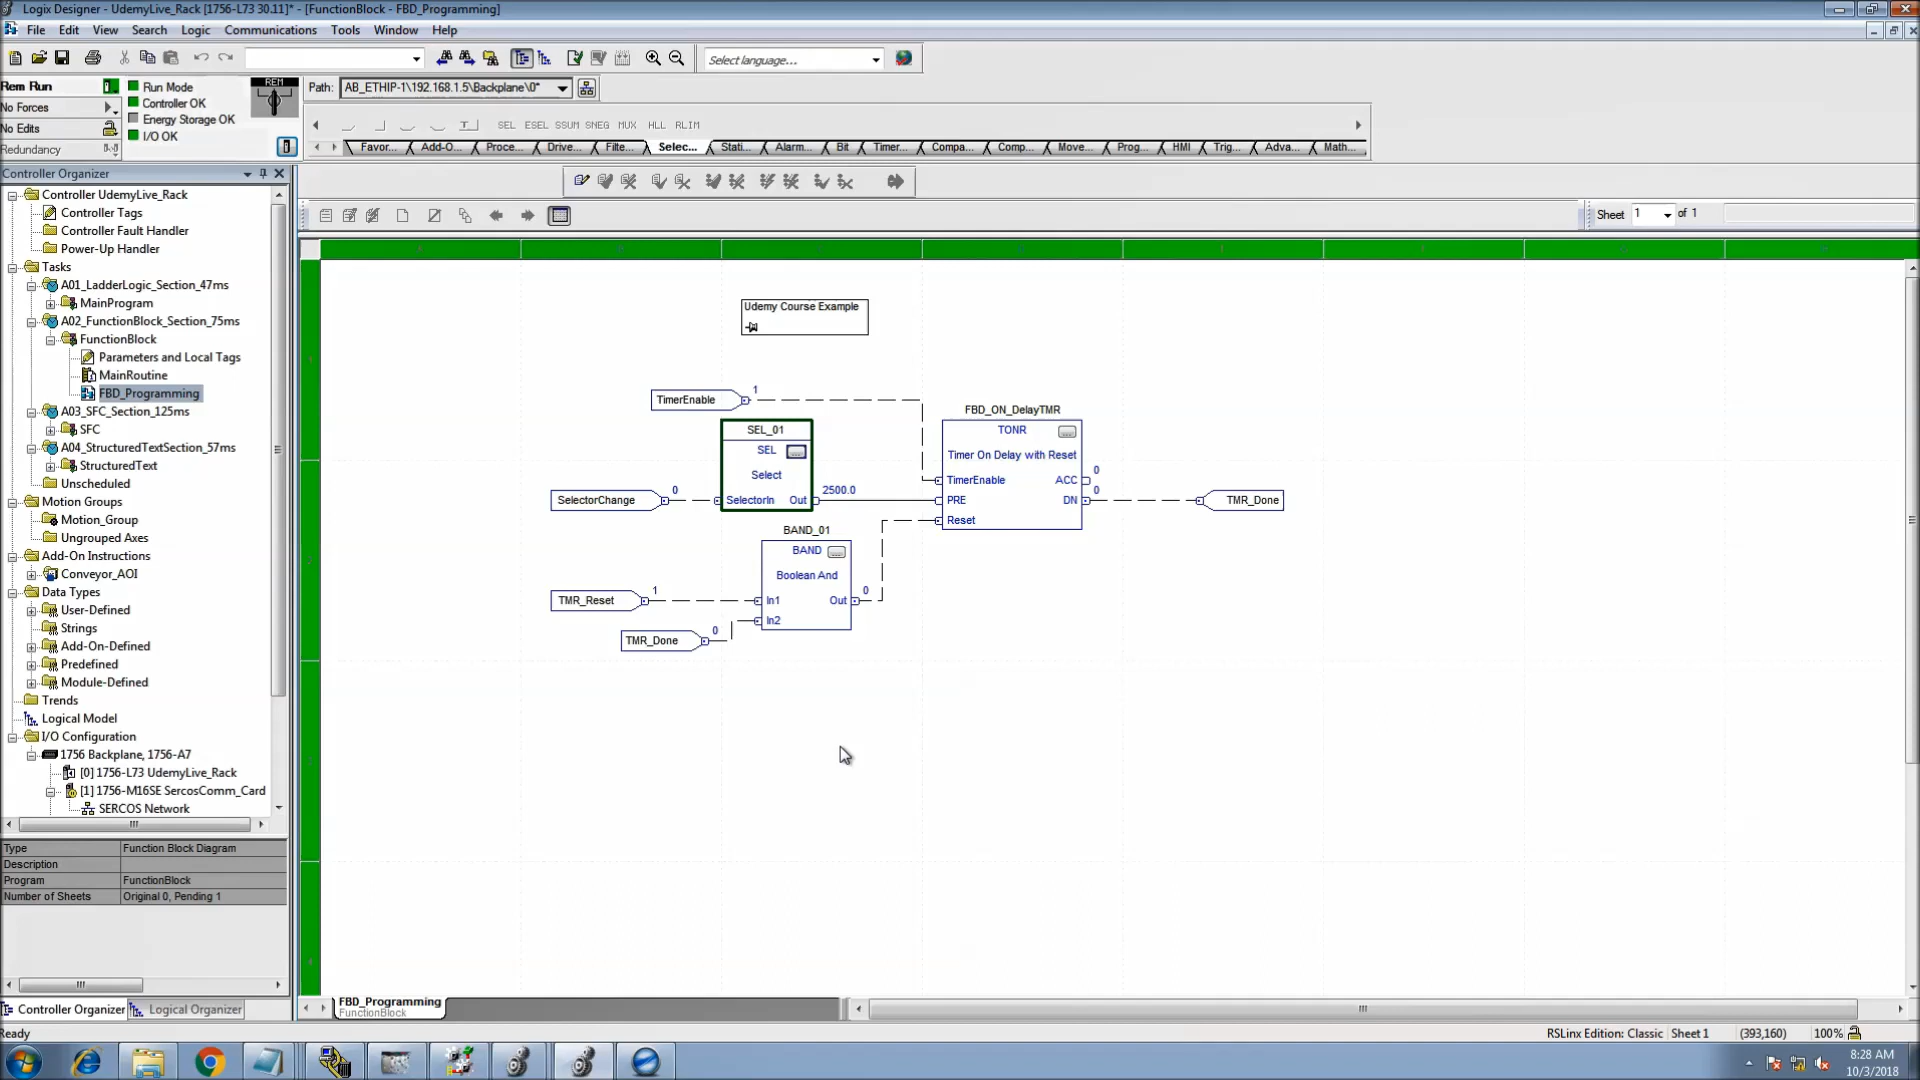 Logix Designer - UdemyLive_Rack [1756-L73 30.11]* - [FunctionBlock - FBD_Programming]
File Edit View Search Logic Communications Tools Window Help
Select language...
Rem Run
No Forces
No Edits
Redundancy
Run Mode
Controller OK
Energy Storage OK
I/O OK
REM
Path: AB_ETHIP-1\192.168.1.5\Backplane\0*
SEL ESEL SSUM SNEG MUX HLL RLIM
Favor... Add-O... Proce... Drive... Filte... Selec... Stati... Alarm... Bit Timer... Compa... Comp... Move... Prog... HMI Trig... Adva... Math...
Controller Organizer
Sheet 1 of 1
Controller UdemyLive_Rack
Controller Tags
Controller Fault Handler
Power-Up Handler
Tasks
A01_LadderLogic_Section_47ms
MainProgram
A02_FunctionBlock_Section_75ms
FunctionBlock
Parameters and Local Tags
MainRoutine
FBD_Programming
A03_SFC_Section_125ms
SFC
A04_StructuredTextSection_57ms
StructuredText
Unscheduled
Motion Groups
Motion_Group
Ungrouped Axes
Add-On Instructions
Conveyor_AOI
Data Types
User-Defined
Strings
Add-On-Defined
Predefined
Module-Defined
Trends
Logical Model
I/O Configuration
1756 Backplane, 1756-A7
[0] 1756-L73 UdemyLive_Rack
[1] 1756-M16SE SercosComm_Card
SERCOS Network
Type Function Block Diagram
Description
Program FunctionBlock
Number of Sheets Original 0, Pending 1
Controller Organizer Logical Organizer
Udemy Course Example
TimerEnable 1
SEL_01
SEL
Select
SelectorChange 0
SelectorIn Out 2500.0
FBD_ON_DelayTMR
TONR
Timer On Delay with Reset
TimerEnable ACC 0
PRE DN 0
Reset
TMR_Done
BAND_01
BAND
Boolean And
TMR_Reset 1
In1 Out 0
In2
TMR_Done 0
FBD_Programming
FunctionBlock
Ready
RSLinx Edition: Classic Sheet 1 (393,160) 100%
8:28 AM
10/3/2018